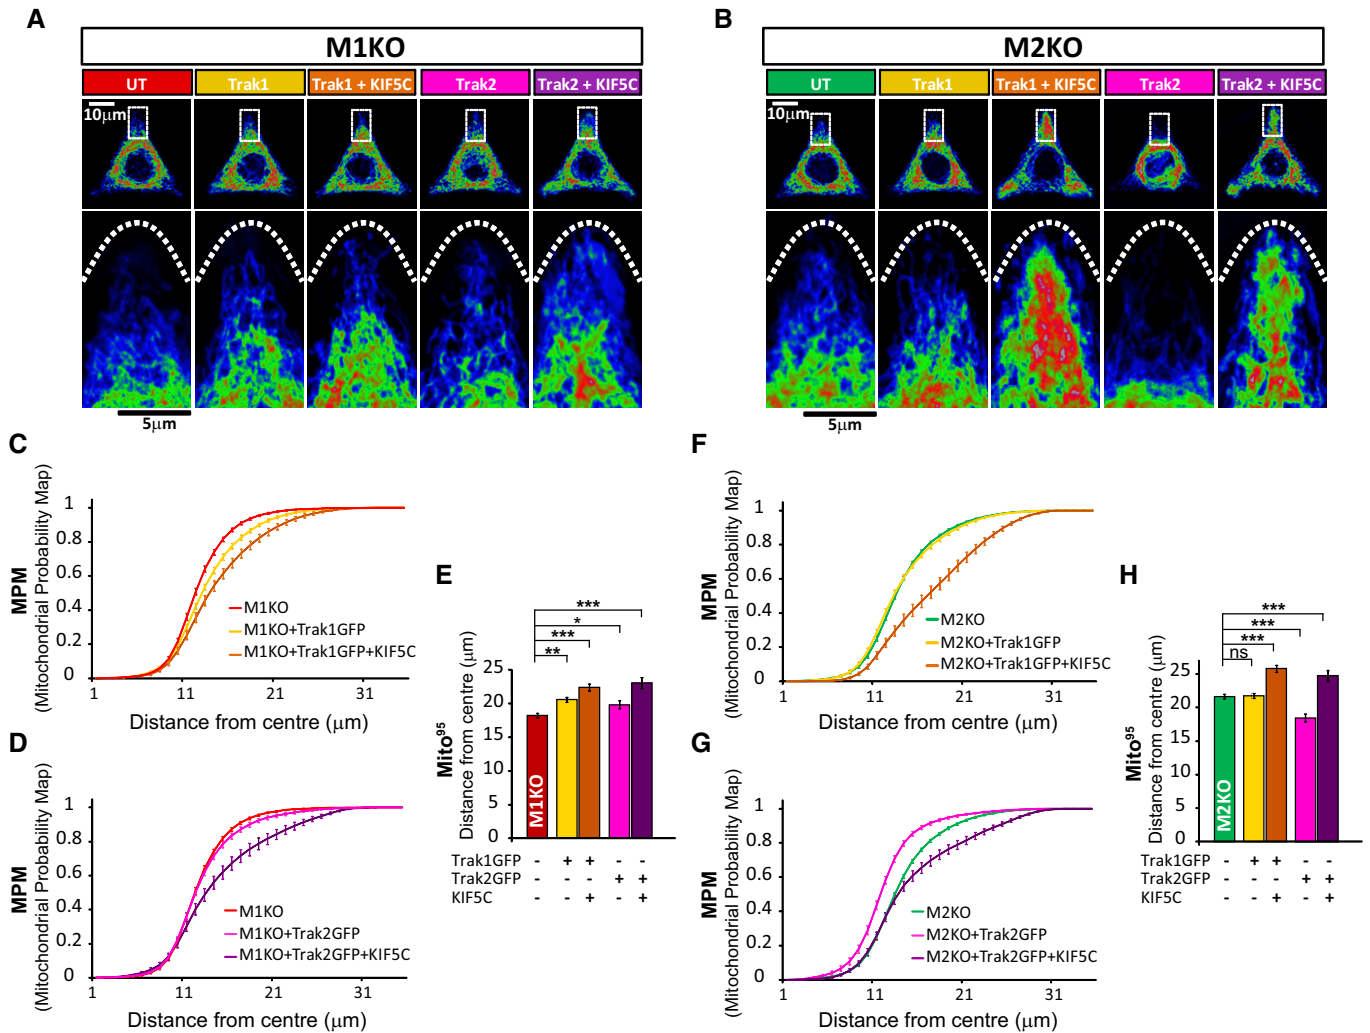 A
M1KO
UT Trak1 Trak1 + KIF5C Trak2 Trak2 + KIF5C
10μm
5μm
B
M2KO
UT Trak1 Trak1 + KIF5C Trak2 Trak2 + KIF5C
10μm
5μm
C
MPM
(Mitochondrial Probability Map)
1
0.8
0.6
0.4
0.2
0
M1KO
M1KO+Trak1GFP
M1KO+Trak1GFP+KIF5C
1 11 21 31
Distance from centre (μm)
D
MPM
(Mitochondrial Probability Map)
1
0.8
0.6
0.4
0.2
0
M1KO
M1KO+Trak2GFP
M1KO+Trak2GFP+KIF5C
1 11 21 31
Distance from centre (μm)
E
Mito95
Distance from centre (μm)
***
*
***
**
25
20
15
10
5
0
M1KO
Trak1GFP - + + - -
Trak2GFP - - - + +
KIF5C - - + - +
F
MPM
(Mitochondrial Probability Map)
1
0.8
0.6
0.4
0.2
0
M2KO
M2KO+Trak1GFP
M2KO+Trak1GFP+KIF5C
1 11 21 31
Distance from centre (μm)
G
MPM
(Mitochondrial Probability Map)
1
0.8
0.6
0.4
0.2
0
M2KO
M2KO+Trak2GFP
M2KO+Trak2GFP+KIF5C
1 11 21 31
Distance from centre (μm)
H
Mito95
Distance from centre (μm)
***
***
***
ns
25
20
15
10
5
0
M2KO
Trak1GFP - + + - -
Trak2GFP - - - + +
KIF5C - - + - +